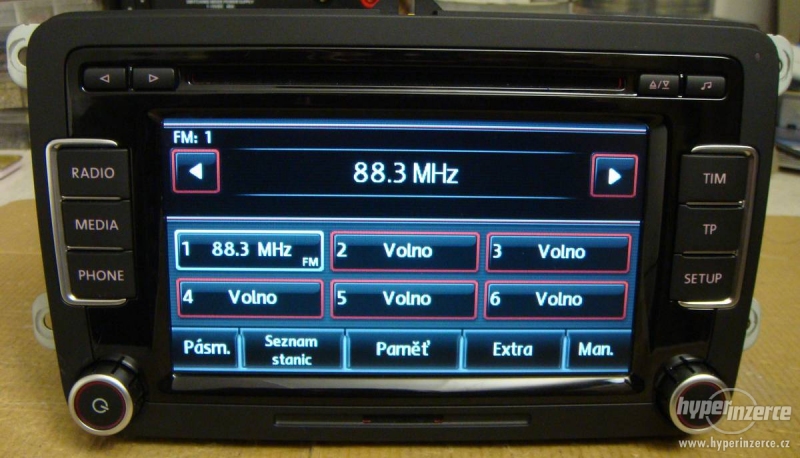 FM: 1
88.3 MHz
RADIO
MEDIA
PHONE
TIM
TP
SETUP
1 88.3 MHz FM
2 Volno
3 Volno
4 Volno
5 Volno
6 Volno
Pásm.
Seznam
stanic
Paměť
Extra
Man.
hyperinzerce
www.hyperinzerce.cz